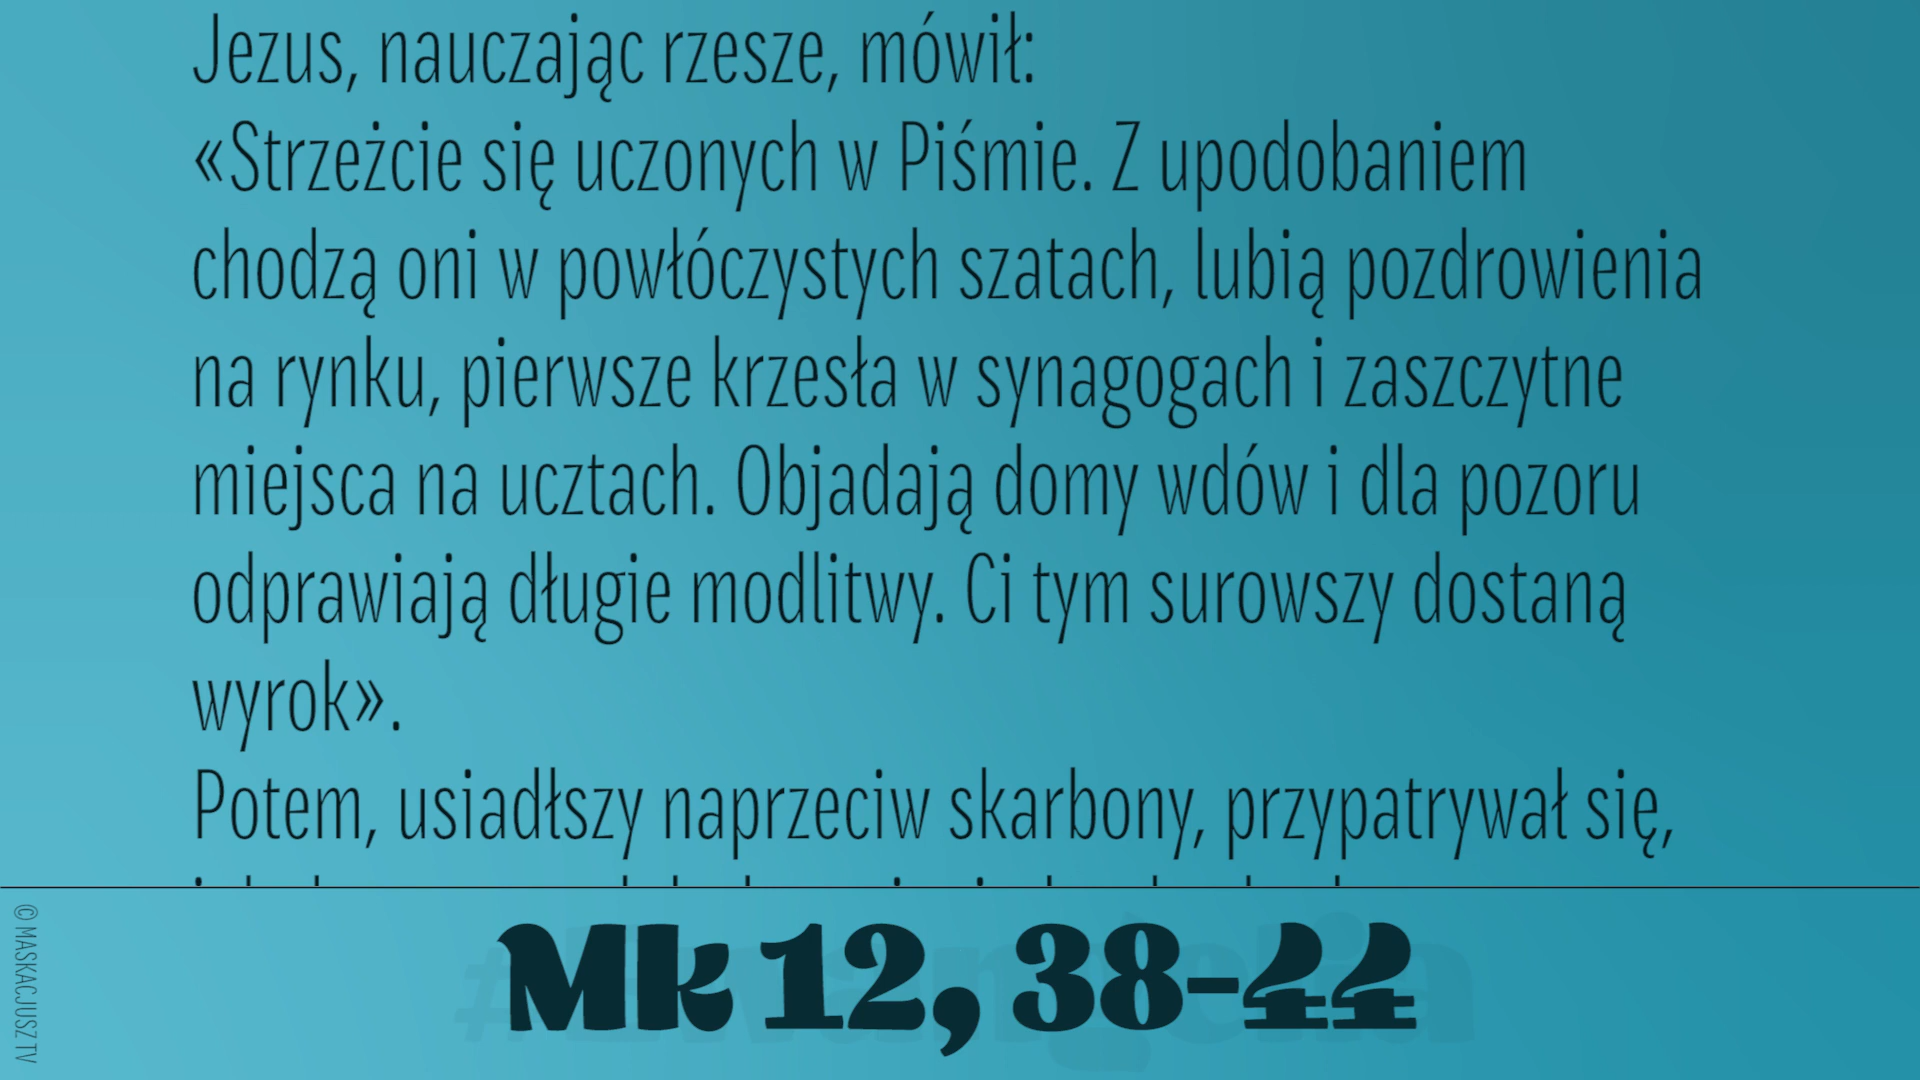 Jezus, nauczając rzesze, mówił:
«Strzeżcie się uczonych w Piśmie. Z upodobaniem
chodzą oni w powłóczystych szatach, lubią pozdrowienia
na rynku, pierwsze krzesła w synagogach i zaszczytne
miejsca na ucztach. Objadają domy wdów i dla pozoru
odprawiają długie modlitwy. Ci tym surowszy dostaną
wyrok».
Potem, usiadłszy naprzeciw skarbony, przypatrywał się,
Mk 12, 38-44
© MASKACJUSZ TV